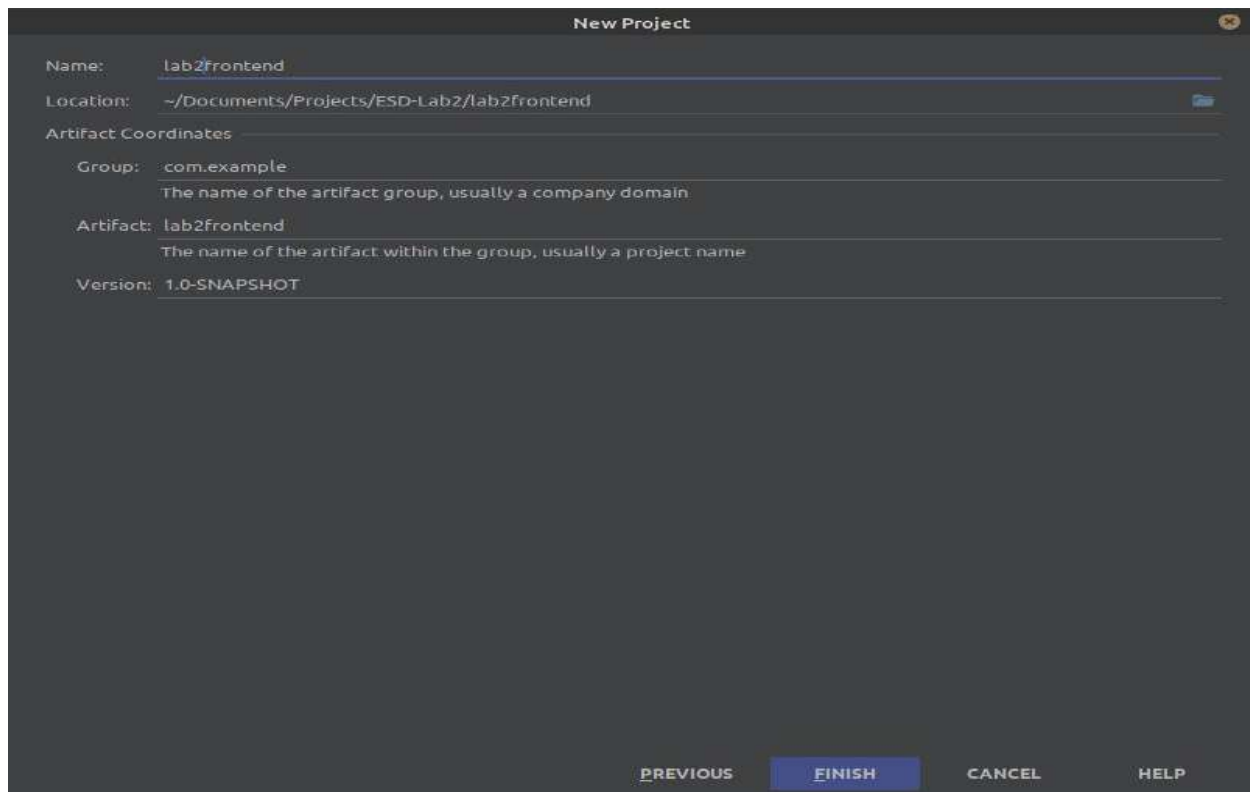 New Project
Name: lab2frontend
Location: ~/Documents/Projects/ESD-Lab2/lab2frontend
Artifact Coordinates
Group: com.example
The name of the artifact group, usually a company domain
Artifact: lab2frontend
The name of the artifact within the group, usually a project name
Version: 1.0-SNAPSHOT
PREVIOUS FINISH CANCEL HELP